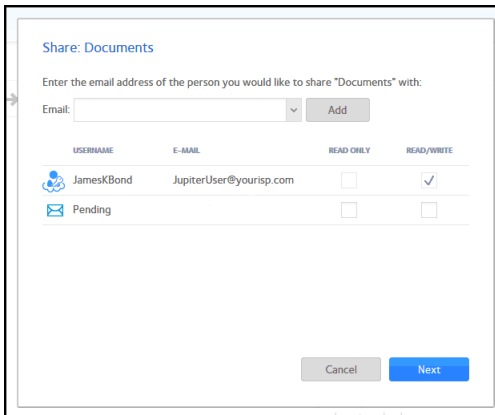 Share: Documents
Enter the email address of the person you would like to share "Documents" with:
Email: Add
USERNAME E-MAIL READ ONLY READ/WRITE
JamesKBond JupiterUser@yourisp.com
Pending
Cancel Next